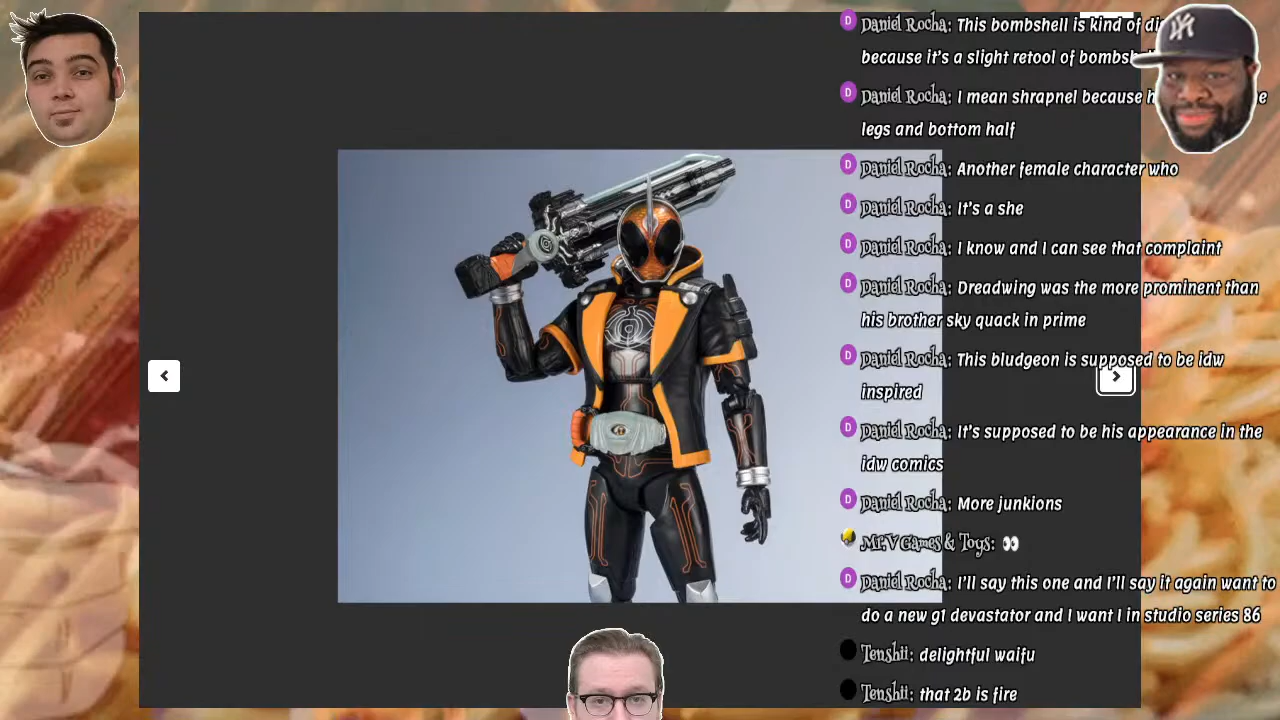 Daniel Rocha: This bombshell is kind of
because it's a slight retool of
Daniel Rocha: I mean shrapnel because
legs and bottom half
Daniel Rocha: Another female character who
Daniel Rocha: It's a she
Daniel Rocha: I know and I can see that complaint
Daniel Rocha: Dreadwing was the more prominent than
his brother sky quack in prime
Daniel Rocha: This bludgeon is supposed to be idw
inspired
Daniel Rocha: It's supposed to be his appearance in the
idw comics
Daniel Rocha: More junkions
Mr.V Games & Toys: 👀
Daniel Rocha: I'll say this one and I'll say it again want to
do a new g1 devastator and I want I in studio series 86
Tenshii: delightful waifu
Tenshii: that 2b is fire